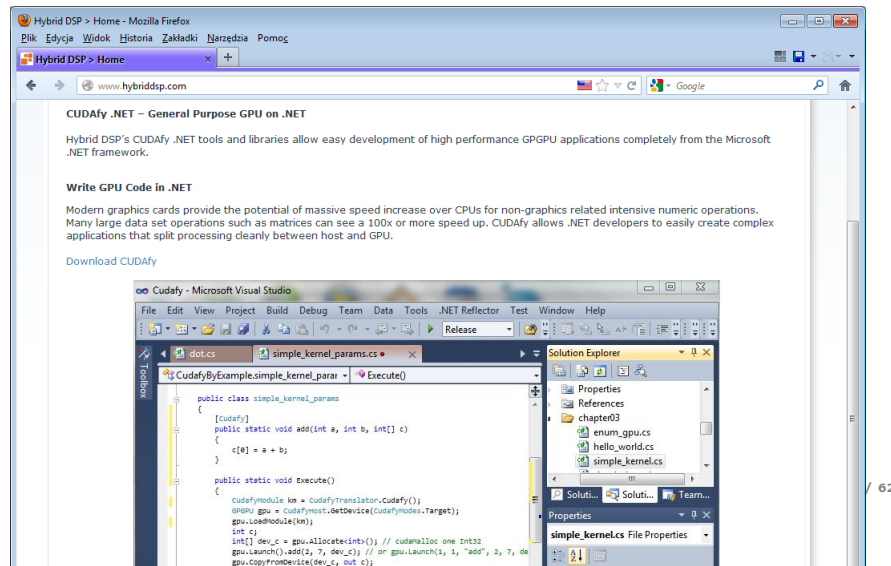 Hybrid DSP > Home - Mozilla Firefox
Plik Edycja Widok Historia Zakładki Narzędzia Pomoc
Hybrid DSP > Home
www.hybriddsp.com
Google
CUDAfy .NET – General Purpose GPU on .NET
Hybrid DSP's CUDAfy .NET tools and libraries allow easy development of high performance GPGPU applications completely from the Microsoft
.NET framework.
Write GPU Code in .NET
Modern graphics cards provide the potential of massive speed increase over CPUs for non-graphics related intensive numeric operations.
Many large data set operations such as matrices can see a 100x or more speed up. CUDAfy allows .NET developers to easily create complex
applications that split processing cleanly between host and GPU.
Download CUDAfy
Cudafy - Microsoft Visual Studio
File Edit View Project Build Debug Team Data Tools .NET Reflector Test Window Help
Release
Toolbox
dot.cs
simple_kernel_params.cs
CudafyByExample.simple_kernel_parar
Execute()
public class simple_kernel_params
{
[Cudafy]
public static void add(int a, int b, int[] c)
{
c[0] = a + b;
}
public static void Execute()
{
CudafyModule km = CudafyTranslator.Cudafy();
GPGPU gpu = CudafyHost.GetDevice(CudafyModes.Target);
gpu.LoadModule(km);
int c;
int[] dev_c = gpu.Allocate<int>(); // cudaMalloc one Int32
gpu.Launch().add(2, 7, dev_c); // or gpu.Launch(1, 1, "add", 2, 7, de
gpu.CopyFromDevice(dev_c, out c);
Solution Explorer
Properties
References
chapter03
enum_gpu.cs
hello_world.cs
simple_kernel.cs
Soluti...
Soluti...
Team...
Properties
simple_kernel.cs File Properties
/ 62